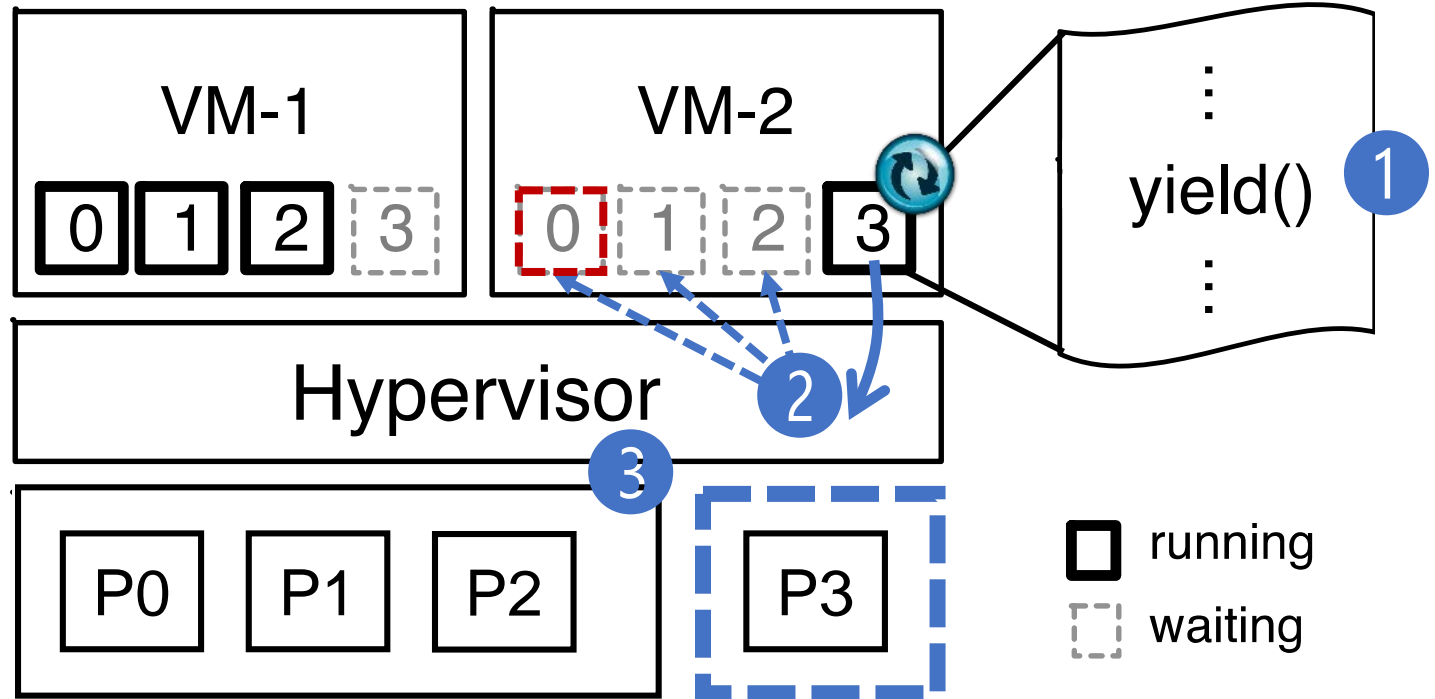 VM-1
0 1 2 3
VM-2
0 1 2 3
⋮
yield()
⋮
1
Hypervisor
2
3
P0 P1 P2 P3
running
waiting